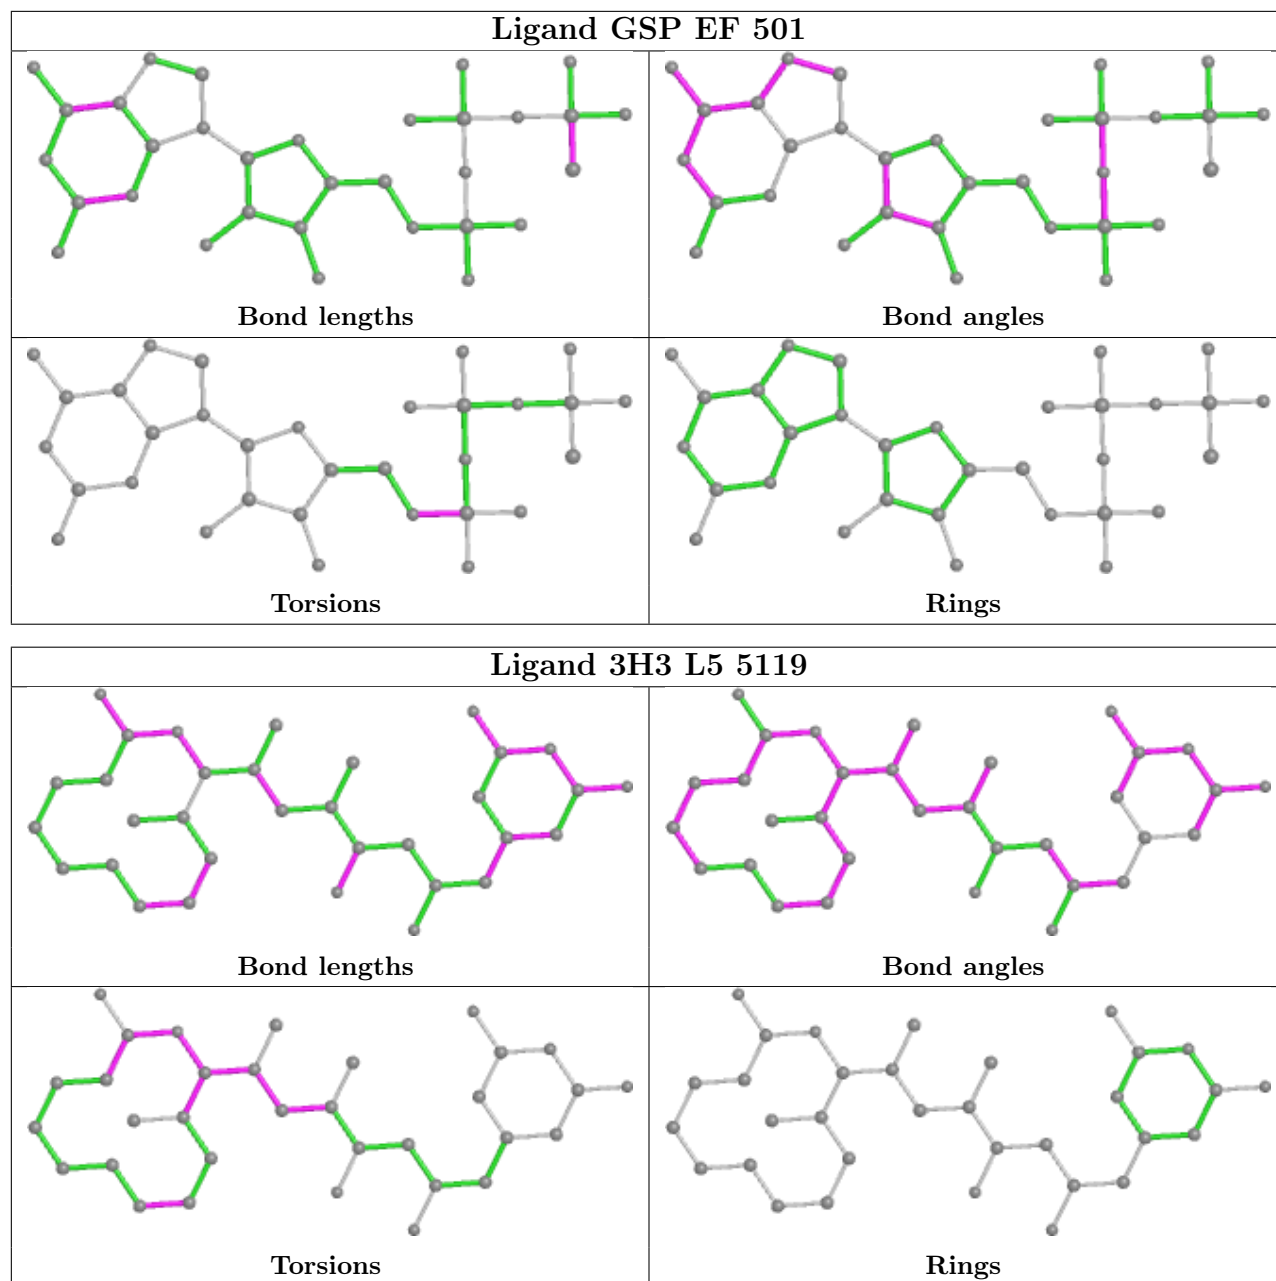 Ligand GSP EF 501
Bond lengths
Bond angles
Torsions
Rings
Ligand 3H3 L5 5119
Bond lengths
Bond angles
Torsions
Rings